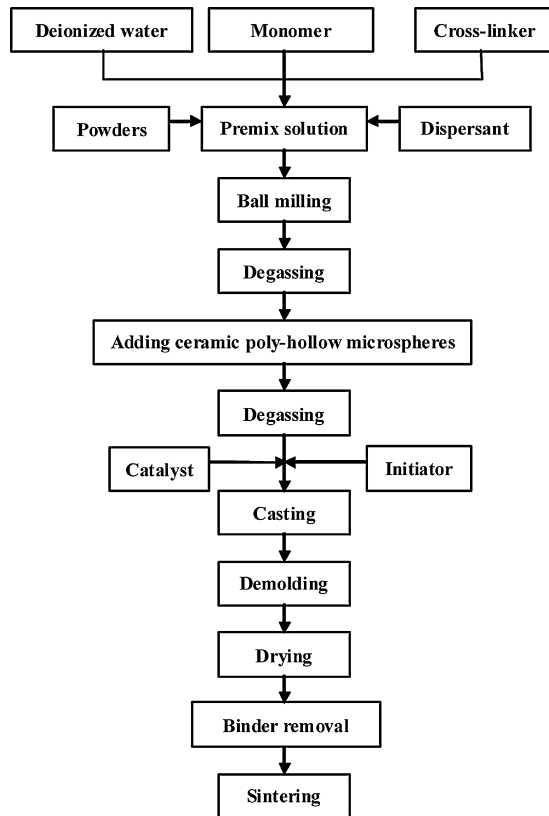 Deionized water
Monomer
Cross-linker
Powders
Premix solution
Dispersant
Ball milling
Degassing
Adding ceramic poly-hollow microspheres
Degassing
Catalyst
Initiator
Casting
Demolding
Drying
Binder removal
Sintering